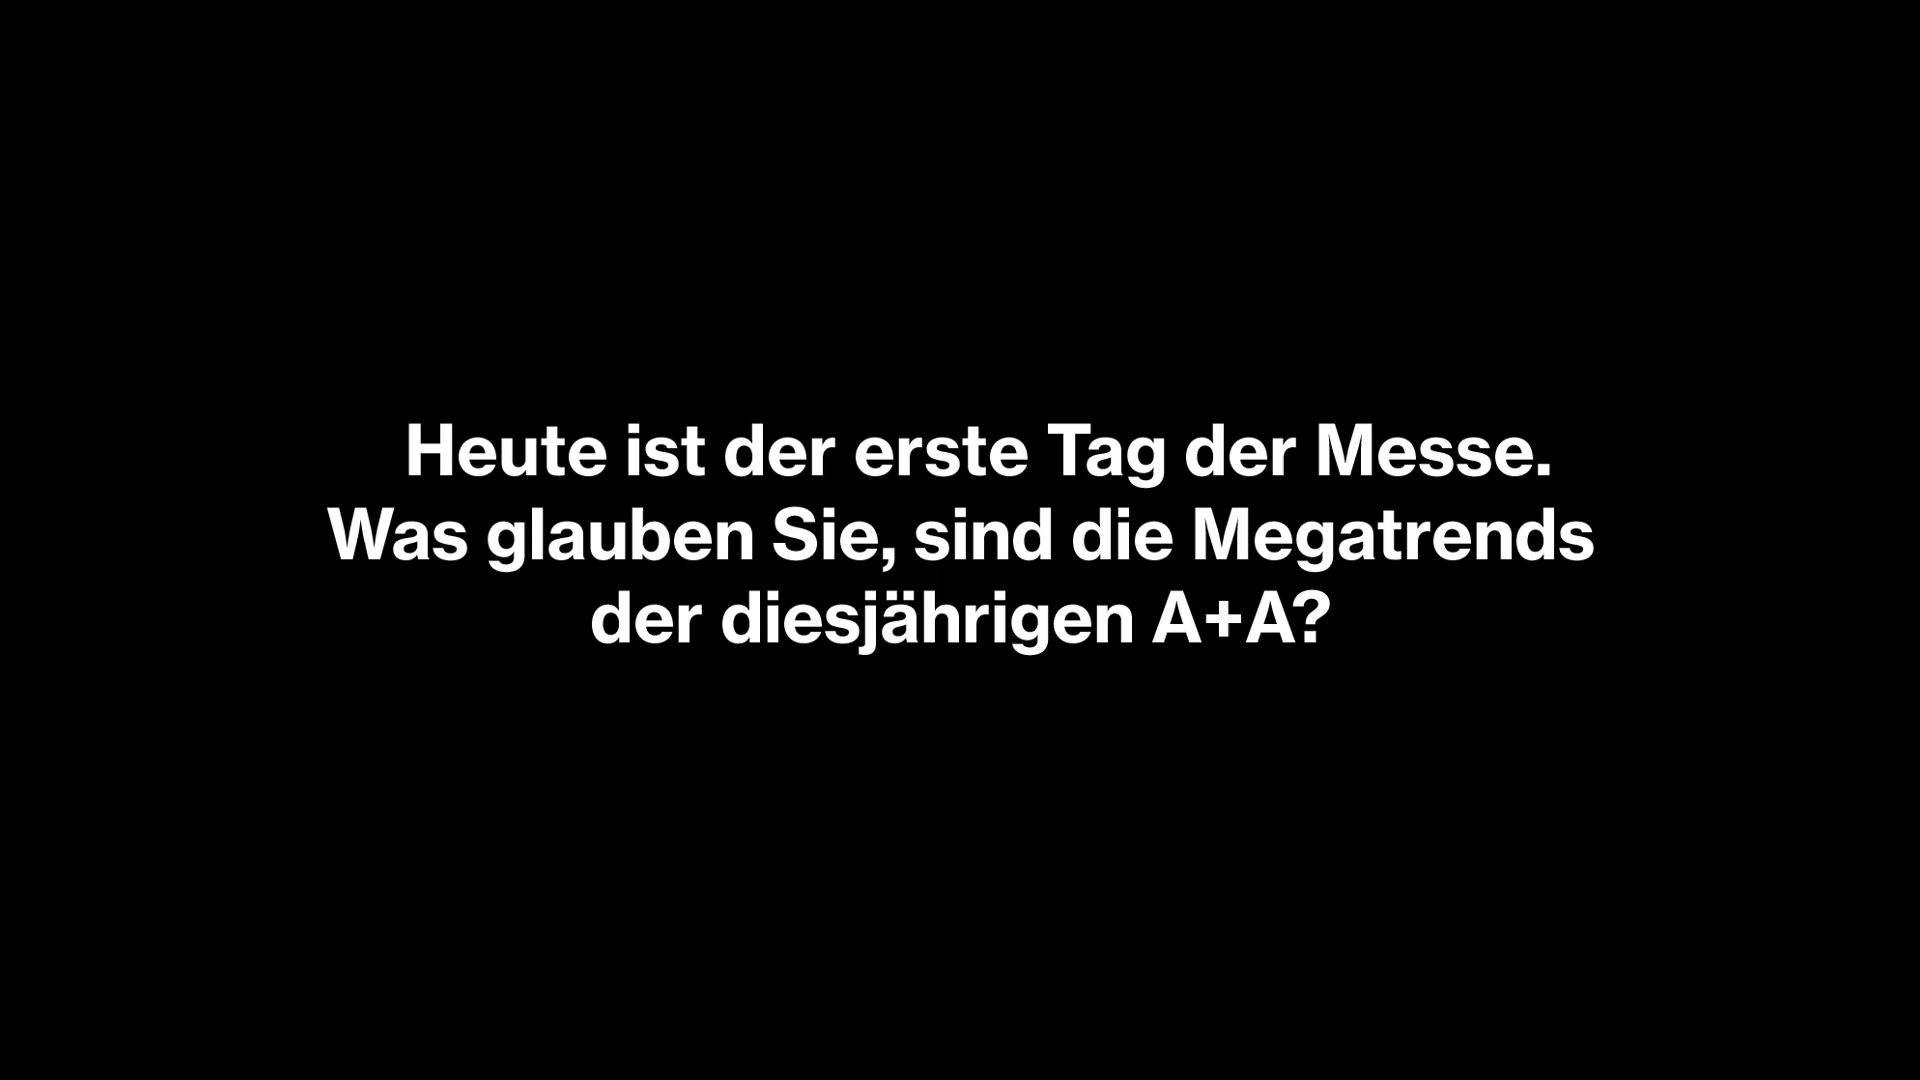 Heute ist der erste Tag der Messe.
Was glauben Sie, sind die Megatrends
der diesjährigen A+A?